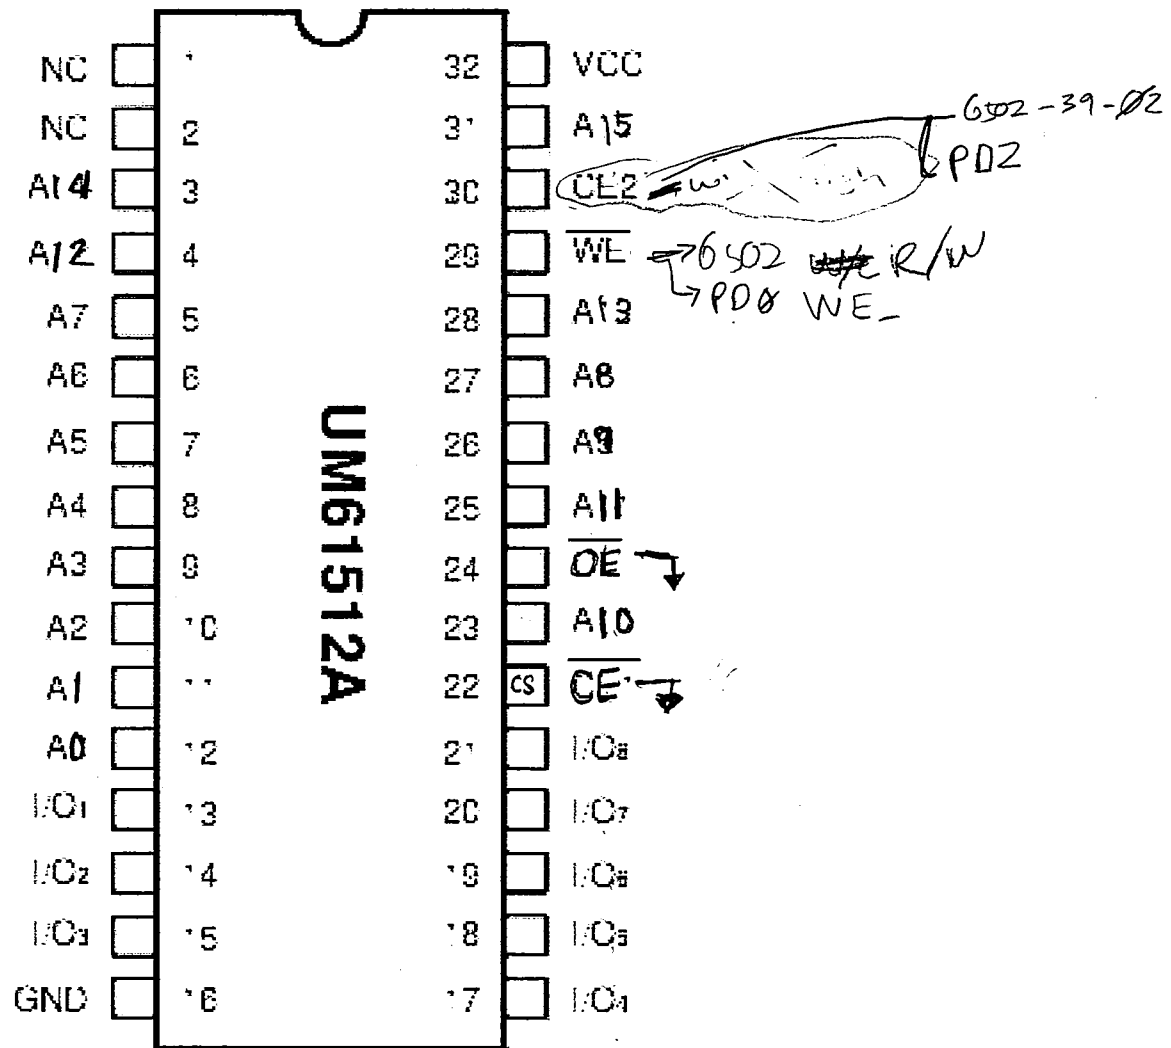 NC 1 32 VCC
NC 2 31 A15 6502-39-Ø2
A14 3 30 CE2 PD2
A12 4 29 WE 6502 R/W
PDØ WE_
A7 5 28 A13
A6 6 27 A8
A5 7 26 A9
A4 8 25 A11
A3 9 24 OE
A2 10 23 A10
A1 11 22 CS CE
A0 12 21 I/O8
I/O1 13 20 I/O7
I/O2 14 19 I/O6
I/O3 15 18 I/O5
GND 16 17 I/O4
UM61512A